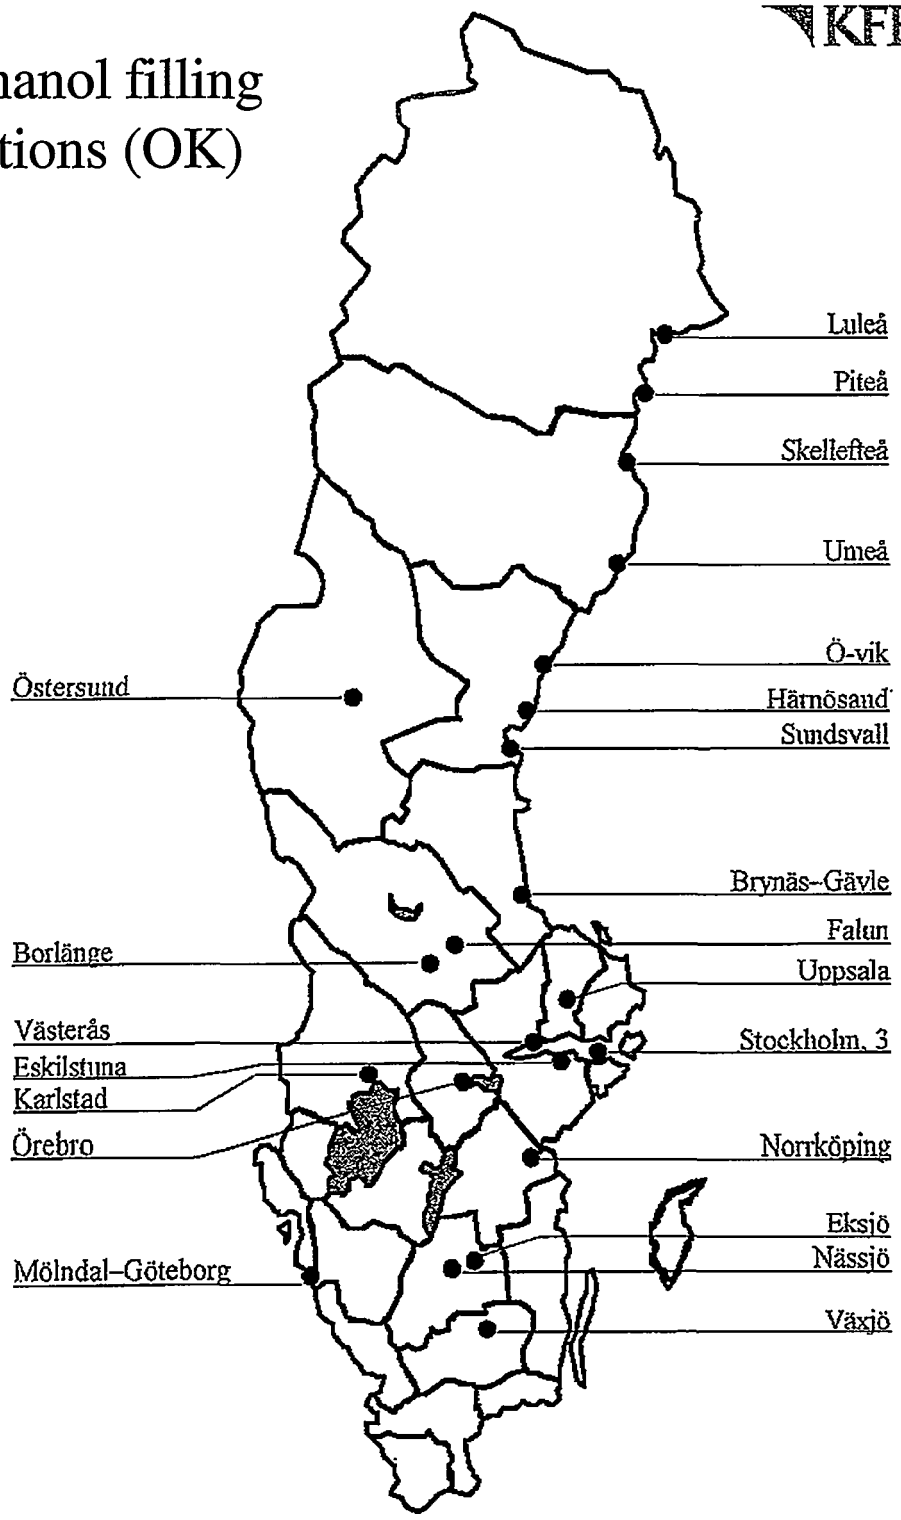 KF
hanol filling
tions (OK)
Luleå
Piteå
Skellefteå
Umeå
Ö-vik
Östersund
Härnösand
Sundsvall
Brynäs–Gävle
Falun
Borlänge
Uppsala
Västerås
Stockholm, 3
Eskilstuna
Karlstad
Örebro
Norrköping
Eksjö
Mölndal–Göteborg
Nässjö
Växjö